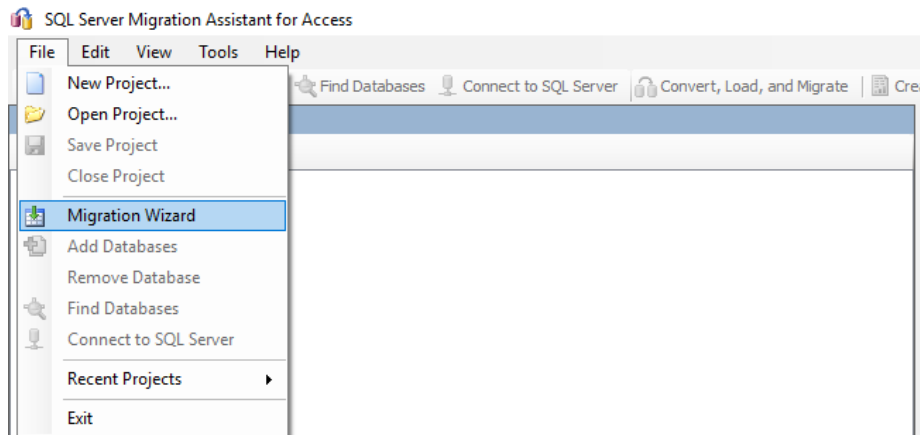 SQL Server Migration Assistant for Access
File Edit View Tools Help
New Project... Find Databases Connect to SQL Server Convert, Load, and Migrate Cre
Open Project...
Save Project
Close Project
Migration Wizard
Add Databases
Remove Database
Find Databases
Connect to SQL Server
Recent Projects
Exit